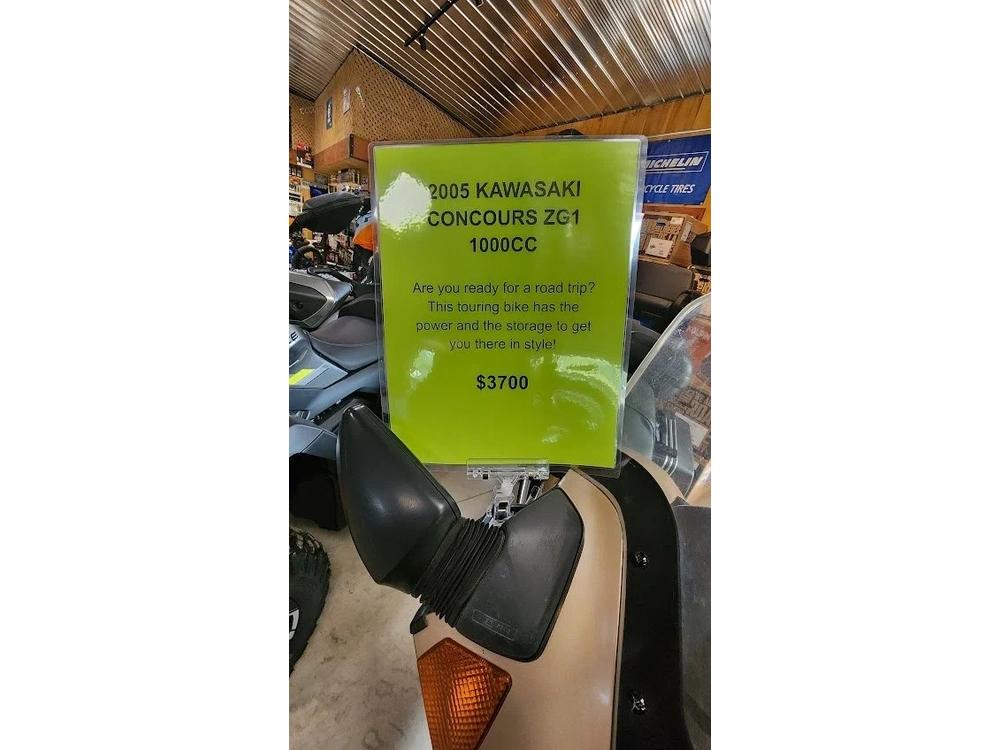 2005 KAWASAKI
CONCOURS ZG1
1000CC
Are you ready for a road trip?
This touring bike has the
power and the storage to get
you there in style!
$3700
MICHELIN
CYCLE TIRES